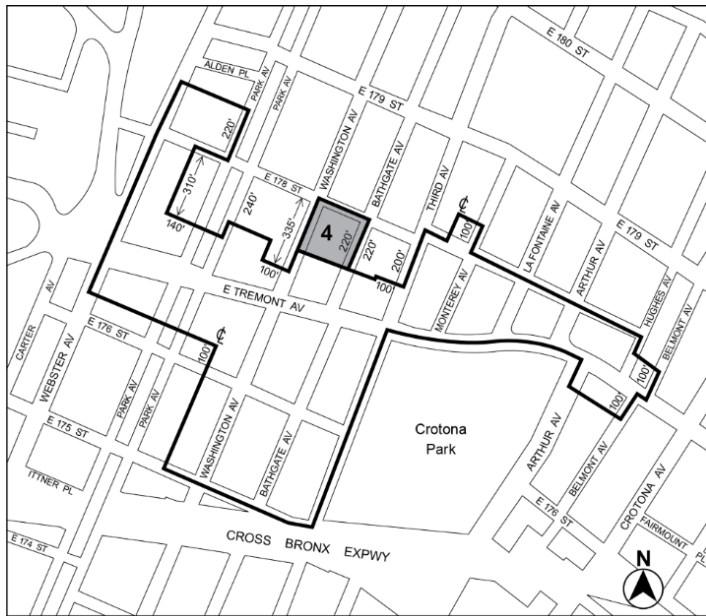 E 180 ST
ALDEN PL
PARK AV
PARK AV
E 179 ST
220'
WASHINGTON AV
BATHGATE AV
THIRD AV
E 178 ST
310'
240'
335'
4
220'
220'
200'
140'
100'
100'
100'
℄
LA FONTAINE AV
ARTHUR AV
E 179 ST
HUGHES AV
BELMONT AV
MONTEREY AV
E TREMONT AV
CARTER AV
WEBSTER AV
E 176 ST
100'
℄
100'
100'
PARK AV
PARK AV
E 175 ST
WASHINGTON AV
BATHGATE AV
Crotona
Park
ARTHUR AV
BELMONT AV
CROTONA AV
ITTNER PL
E 174 ST
E 176 ST
FAIRMOUNT PL
CROSS BRONX EXPWY
N